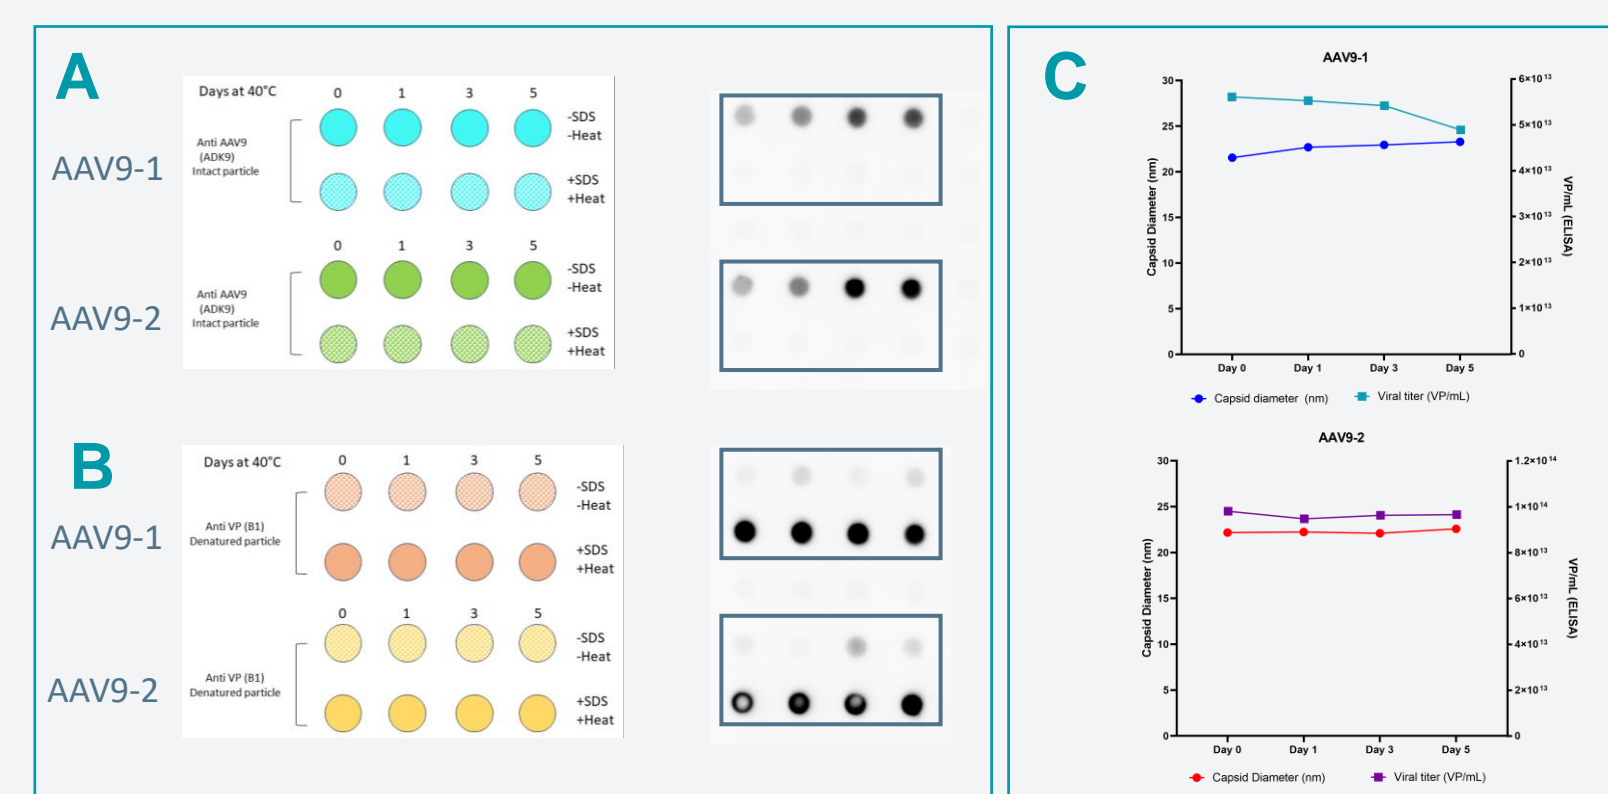 A
Days at 40°C
0 1 3 5
AAV9-1
Anti AAV9
(ADK9)
Intact particle
-SDS
-Heat
+SDS
+Heat
0 1 3 5
AAV9-2
Anti AAV9
(ADK9)
Intact particle
-SDS
-Heat
+SDS
+Heat
B
Days at 40°C
0 1 3 5
AAV9-1
Anti VP (B1)
Denatured particle
-SDS
-Heat
+SDS
+Heat
0 1 3 5
AAV9-2
Anti VP (B1)
Denatured particle
-SDS
-Heat
+SDS
+Heat
C
AAV9-1
Capsid Diameter (nm)
30
25
20
15
10
5
0
6×10¹³
5×10¹³
4×10¹³
3×10¹³
2×10¹³
1×10¹³
0
VP/mL (ELISA)
Day 0 Day 1 Day 3 Day 5
Capsid diameter (nm) Viral titer (VP/mL)
AAV9-2
Capsid Diameter (nm)
30
25
20
15
10
5
0
1.2×10¹⁴
1×10¹⁴
8×10¹³
6×10¹³
4×10¹³
2×10¹³
0
VP/mL (ELISA)
Day 0 Day 1 Day 3 Day 5
Capsid Diameter (nm) Viral titer (VP/mL)